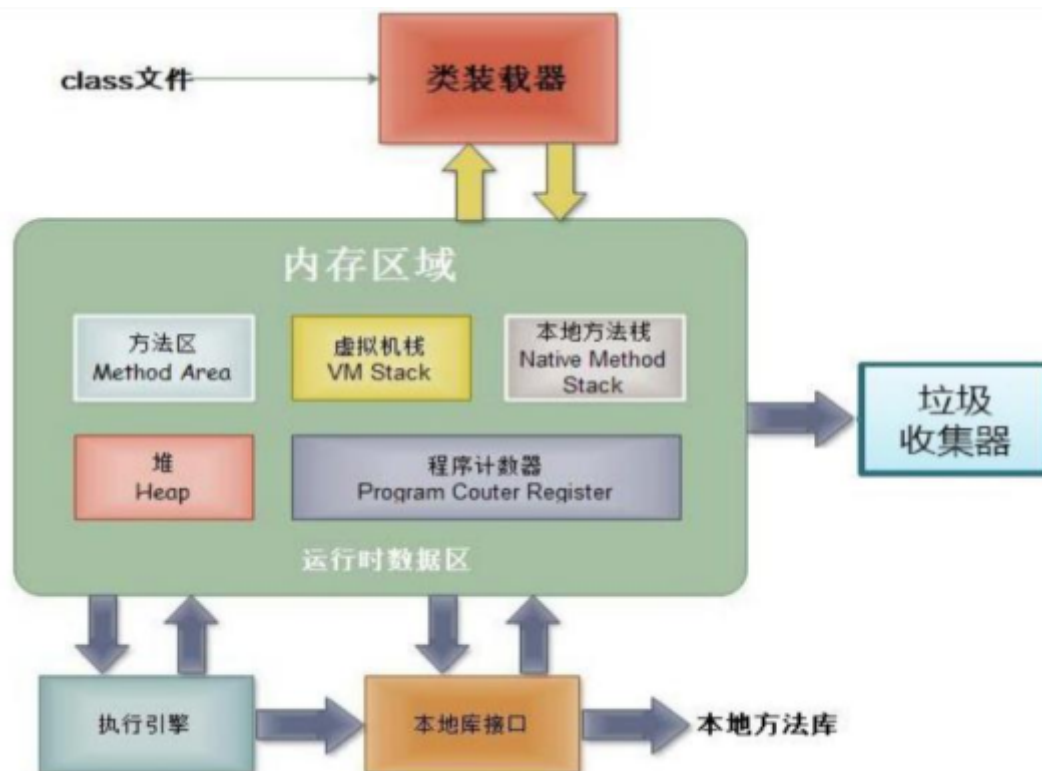 类装载器
class文件
内存区域
方法区
Method Area
虚拟机栈
VM Stack
本地方法栈
Native Method
Stack
堆
Heap
程序计数器
Program Couter Register
运行时数据区
垃圾
收集器
执行引擎
本地库接口
本地方法库